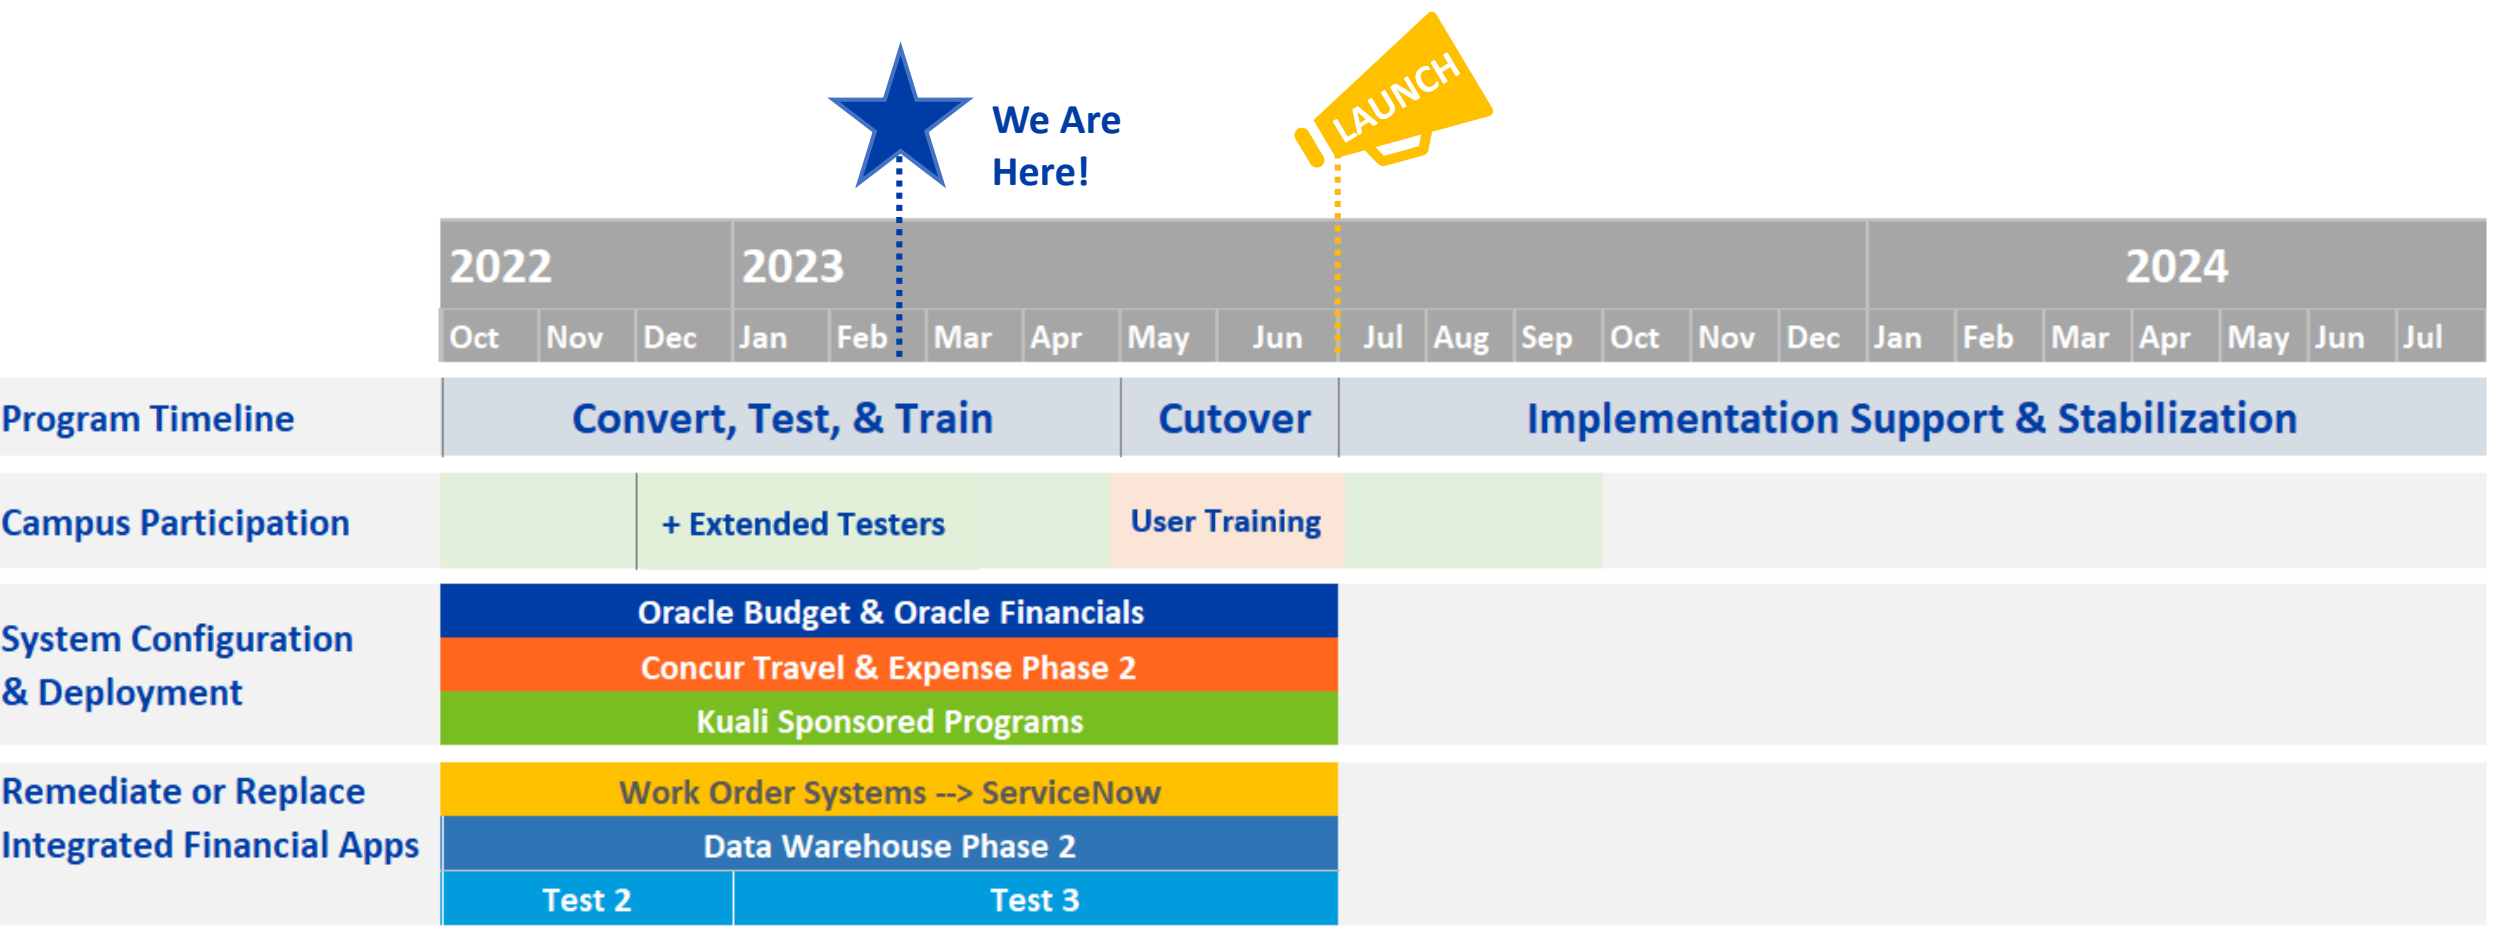 We Are
Here!
LAUNCH
2022 2023 2024
Oct Nov Dec Jan Feb Mar Apr May Jun Jul Aug Sep Oct Nov Dec Jan Feb Mar Apr May Jun Jul
Program Timeline Convert, Test, & Train Cutover Implementation Support & Stabilization
Campus Participation + Extended Testers User Training
System Configuration
& Deployment
Oracle Budget & Oracle Financials
Concur Travel & Expense Phase 2
Kuali Sponsored Programs
Remediate or Replace
Integrated Financial Apps
Work Order Systems --> ServiceNow
Data Warehouse Phase 2
Test 2 Test 3